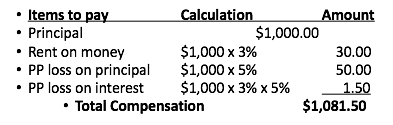 • Items to pay Calculation Amount
• Principal $1,000.00
• Rent on money $1,000 x 3% 30.00
• PP loss on principal $1,000 x 5% 50.00
• PP loss on interest $1,000 x 3% x 5% 1.50
• Total Compensation $1,081.50